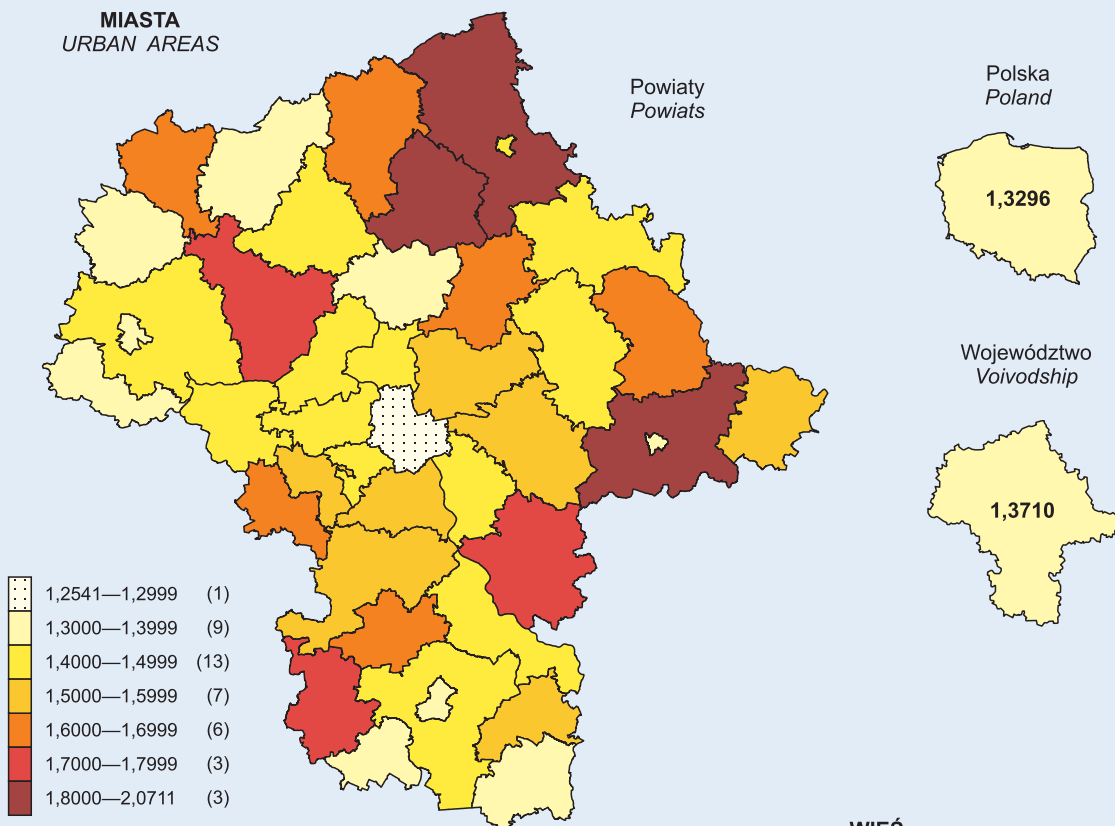 MIASTA
URBAN AREAS
Powiaty
Powiats
Polska
Poland
1,3296
Województwo
Voivodship
1,3710
1,2541—1,2999 (1)
1,3000—1,3999 (9)
1,4000—1,4999 (13)
1,5000—1,5999 (7)
1,6000—1,6999 (6)
1,7000—1,7999 (3)
1,8000—2,0711 (3)
WIEŚ